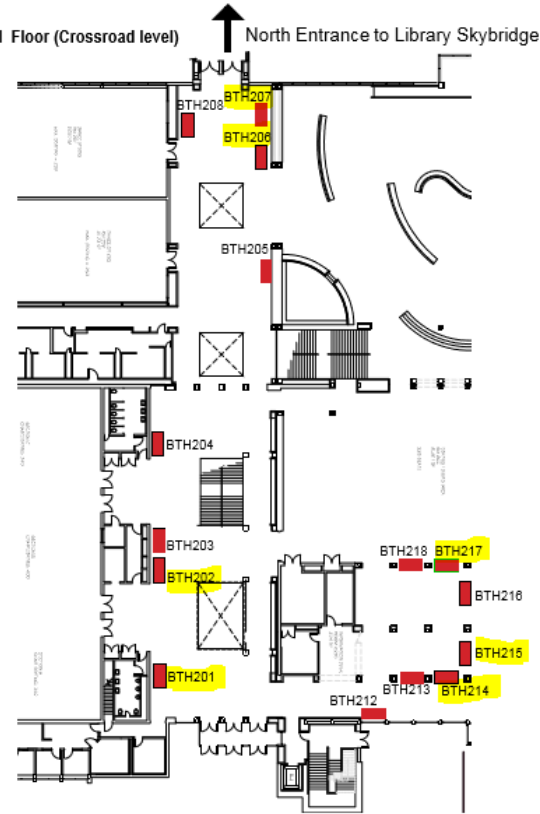 Floor (Crossroad level)
North Entrance to Library Skybridge
BTH207
BTH208
BTH206
BTH205
BTH204
BTH203
BTH202
BTH201
BTH218
BTH217
BTH216
BTH215
BTH213
BTH214
BTH212